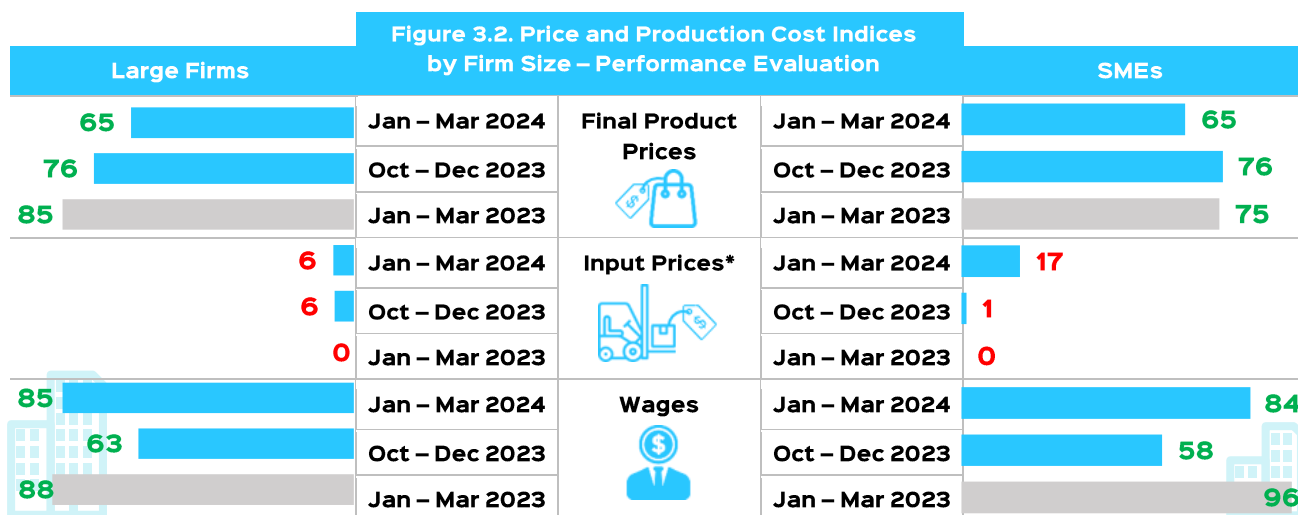 Figure 3.2. Price and Production Cost Indices
by Firm Size – Performance Evaluation
Large Firms
SMEs
65
Jan – Mar 2024
Final Product
Prices
Jan – Mar 2024
65
76
Oct – Dec 2023
Oct – Dec 2023
76
85
Jan – Mar 2023
$
Jan – Mar 2023
75
6
Jan – Mar 2024
Input Prices*
Jan – Mar 2024
17
6
Oct – Dec 2023
$
Oct – Dec 2023
1
0
Jan – Mar 2023
Jan – Mar 2023
0
85
Jan – Mar 2024
Wages
Jan – Mar 2024
84
63
Oct – Dec 2023
$
Oct – Dec 2023
58
88
Jan – Mar 2023
Jan – Mar 2023
96